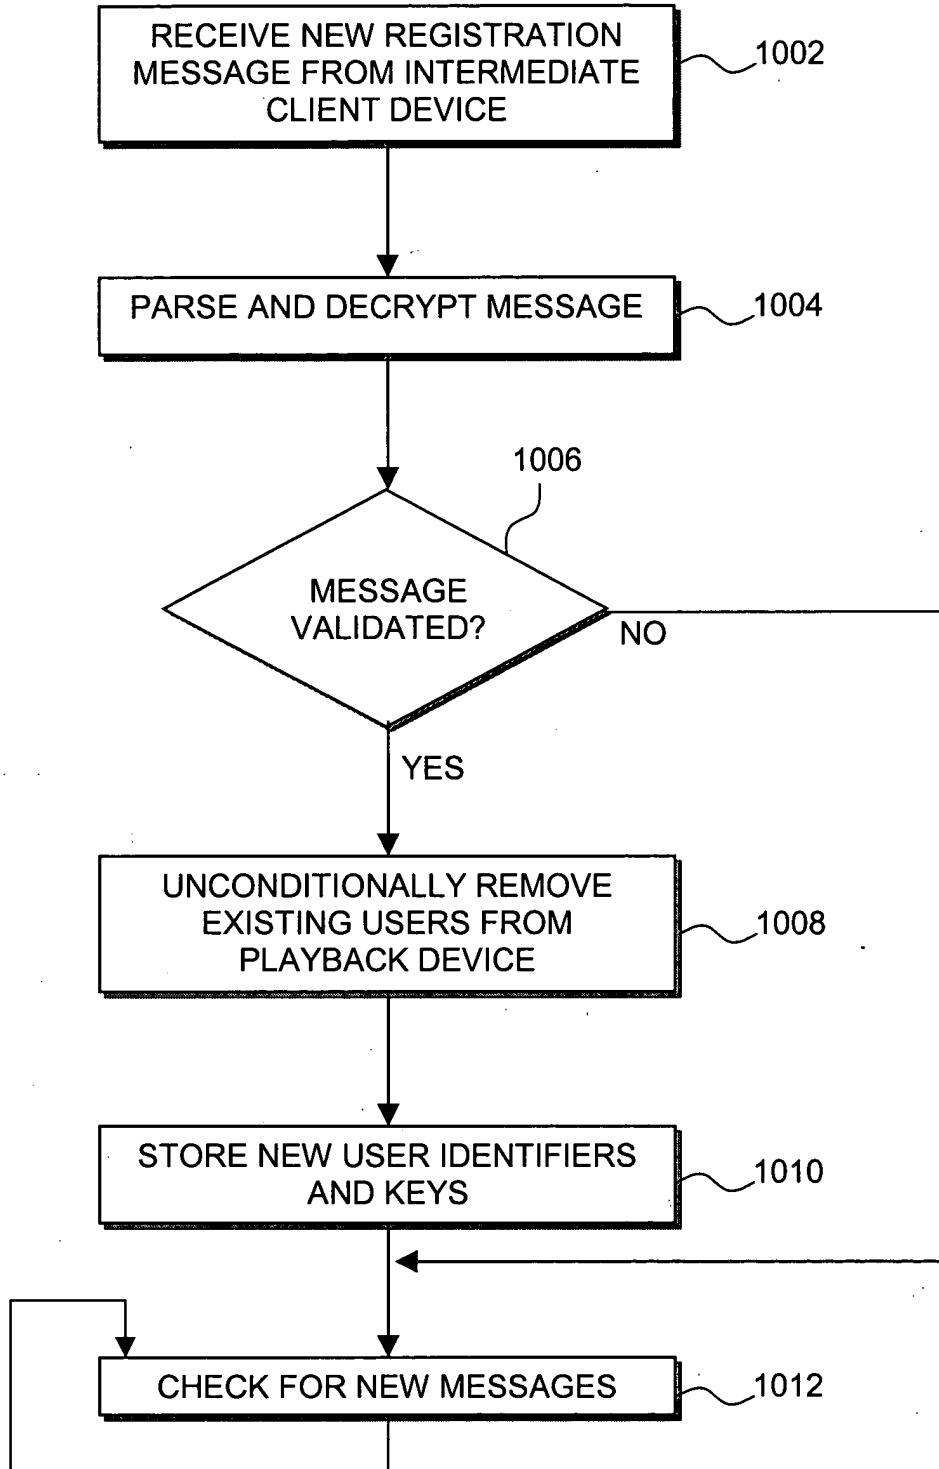 RECEIVE NEW REGISTRATION
MESSAGE FROM INTERMEDIATE
CLIENT DEVICE
1002
PARSE AND DECRYPT MESSAGE
1004
1006
MESSAGE
VALIDATED?
NO
YES
UNCONDITIONALLY REMOVE
EXISTING USERS FROM
PLAYBACK DEVICE
1008
STORE NEW USER IDENTIFIERS
AND KEYS
1010
CHECK FOR NEW MESSAGES
1012